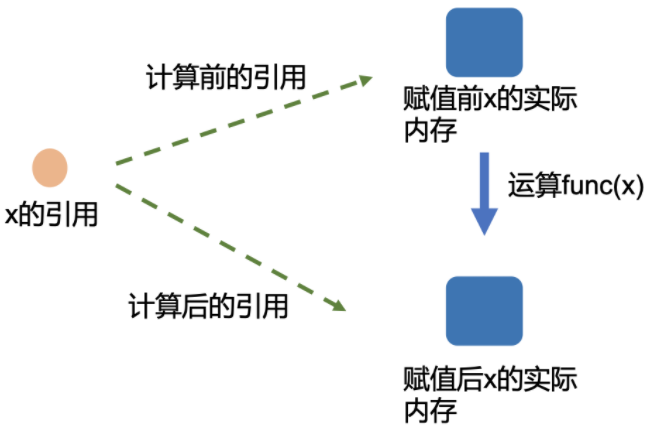 计算前的引用
赋值前x的实际
内存
x的引用
运算func(x)
计算后的引用
赋值后x的实际
内存